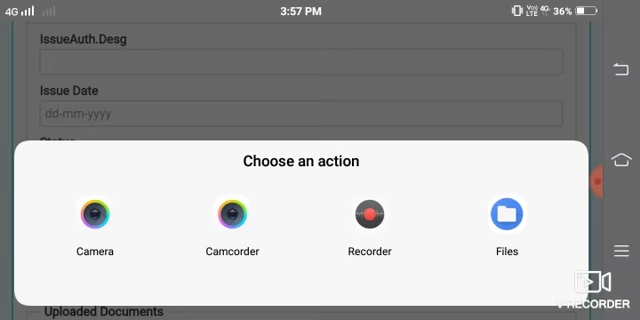 4G 3:57 PM Vo) LTE 4G 36%
IssueAuth.Desg
Issue Date
dd-mm-yyyy
Status
Choose an action
Camera Camcorder Recorder Files
V RECORDER
Uploaded Documents